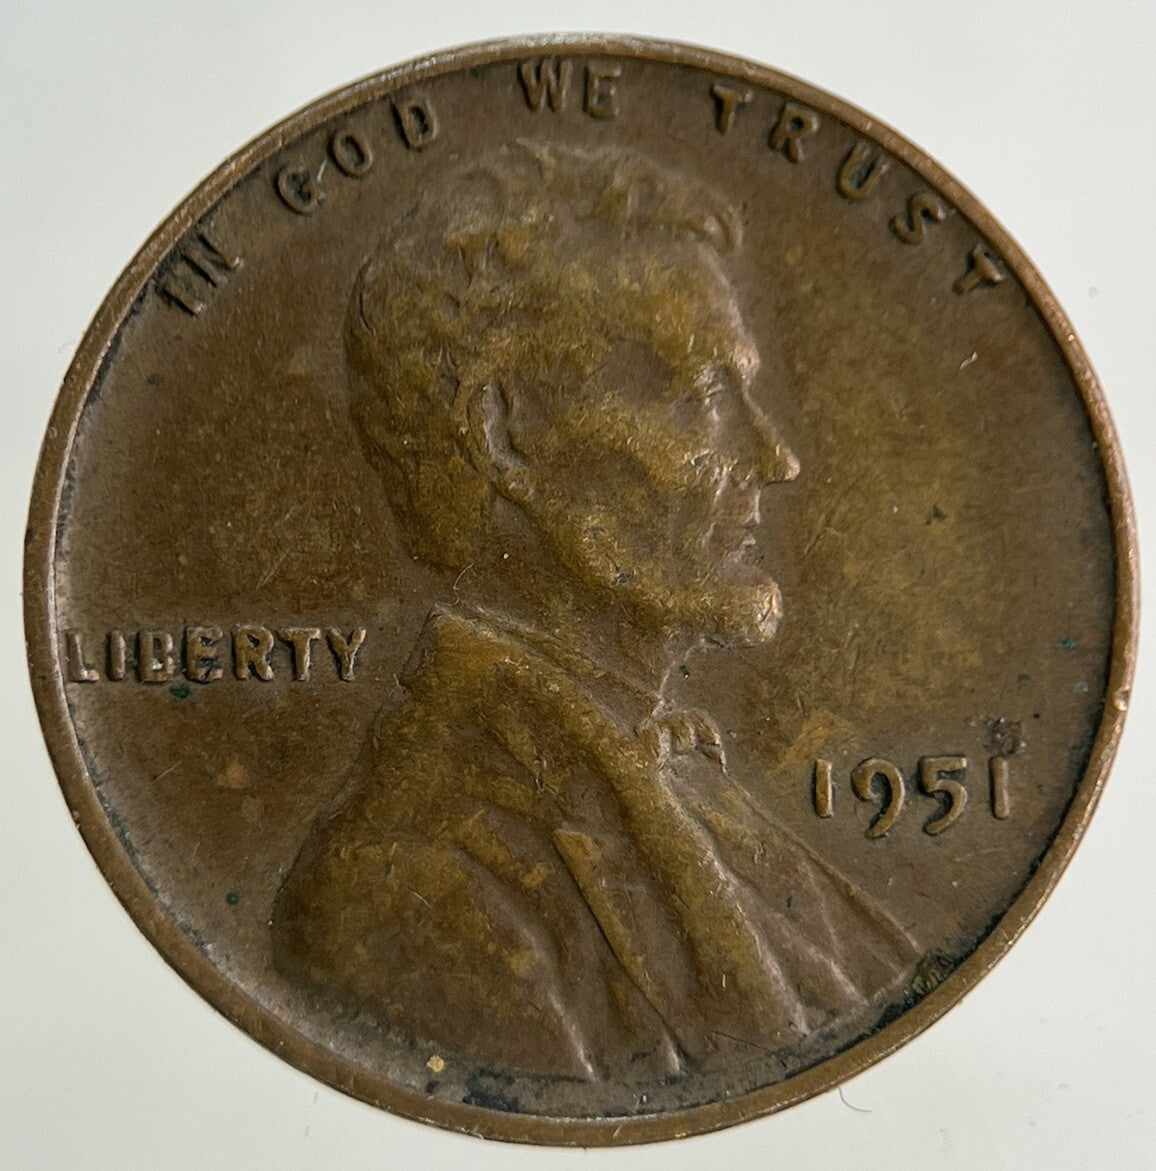 IN GOD WE TRUST
LIBERTY
1951